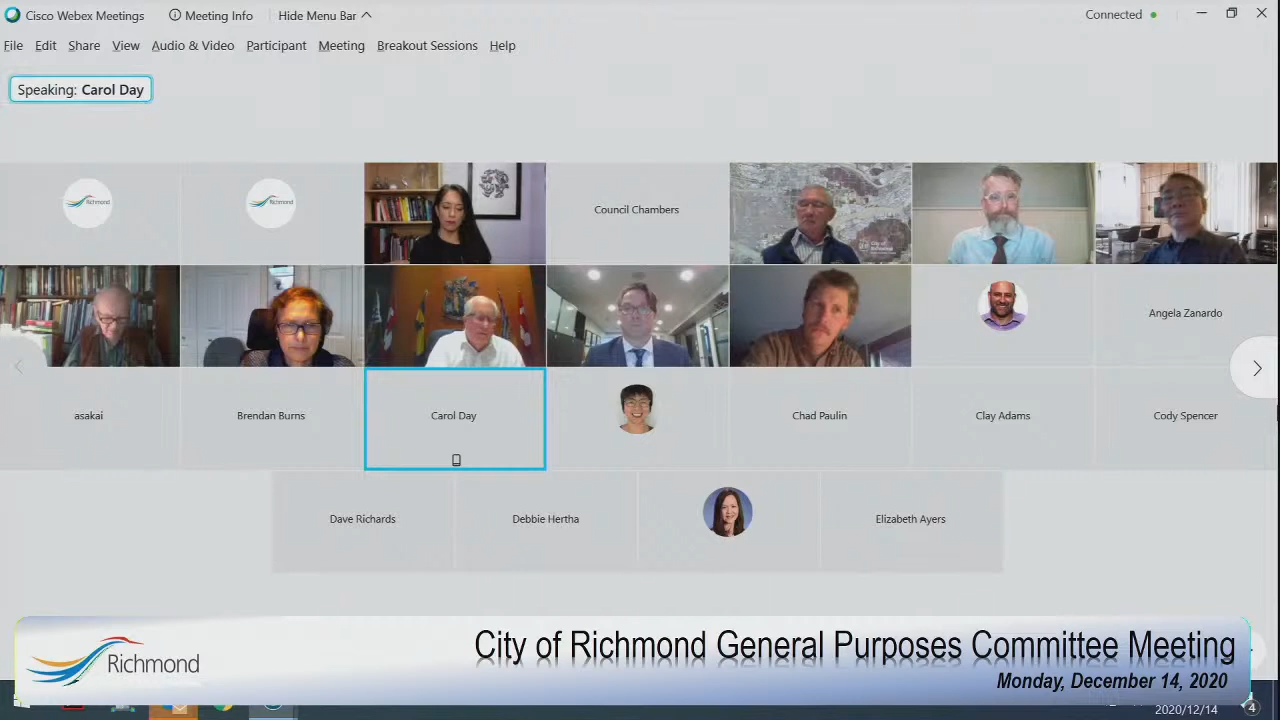 Cisco Webex Meetings
Meeting Info
Hide Menu Bar
Connected
File Edit Share View Audio & Video Participant Meeting Breakout Sessions Help
Speaking: Carol Day
Richmond
Richmond
Council Chambers
Angela Zanardo
asakai
Brendan Burns
Carol Day
Chad Paulin
Clay Adams
Cody Spencer
Dave Richards
Debbie Hertha
Elizabeth Ayers
Richmond
City of Richmond General Purposes Committee Meeting
Monday, December 14, 2020
2020/12/14
4